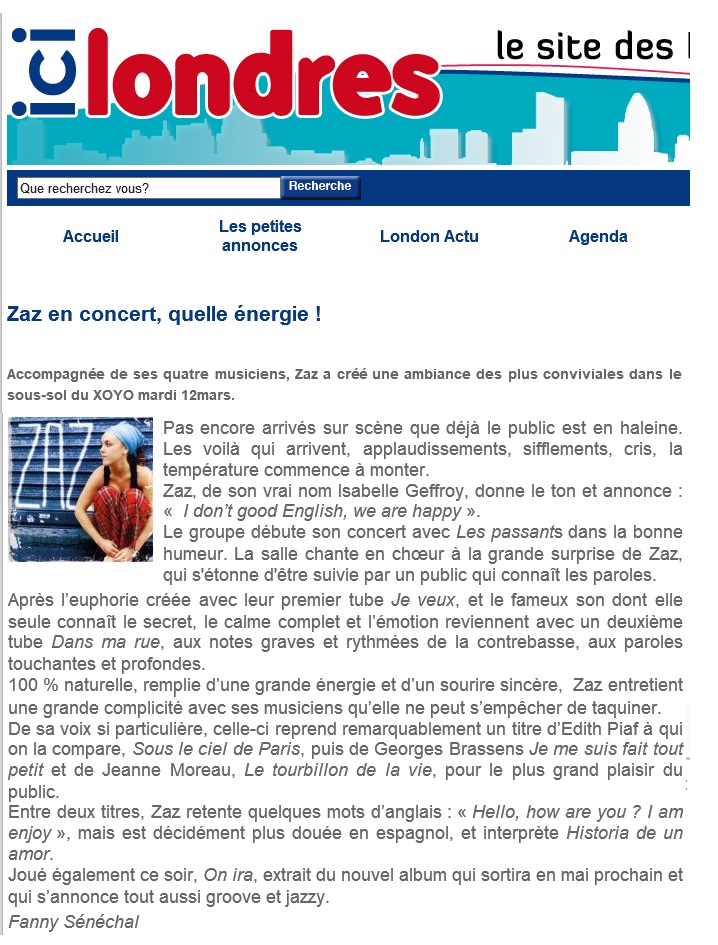 ici londres
le site des
Que recherchez vous?
Recherche
Accueil
Les petites
annonces
London Actu
Agenda
Zaz en concert, quelle énergie !
Accompagnée de ses quatre musiciens, Zaz a créé une ambiance des plus conviviales dans le
sous-sol du XOYO mardi 12mars.
ZAZ
Pas encore arrivés sur scène que déjà le public est en haleine.
Les voilà qui arrivent, applaudissements, sifflements, cris, la
température commence à monter.
Zaz, de son vrai nom Isabelle Geffroy, donne le ton et annonce :
« I don't good English, we are happy ».
Le groupe débute son concert avec Les passants dans la bonne
humeur. La salle chante en chœur à la grande surprise de Zaz,
qui s'étonne d'être suivie par un public qui connaît les paroles.
Après l'euphorie créée avec leur premier tube Je veux, et le fameux son dont elle
seule connaît le secret, le calme complet et l'émotion reviennent avec un deuxième
tube Dans ma rue, aux notes graves et rythmées de la contrebasse, aux paroles
touchantes et profondes.
100 % naturelle, remplie d'une grande énergie et d'un sourire sincère, Zaz entretient
une grande complicité avec ses musiciens qu'elle ne peut s'empêcher de taquiner.
De sa voix si particulière, celle-ci reprend remarquablement un titre d'Edith Piaf à qui
on la compare, Sous le ciel de Paris, puis de Georges Brassens Je me suis fait tout
petit et de Jeanne Moreau, Le tourbillon de la vie, pour le plus grand plaisir du
public.
Entre deux titres, Zaz retente quelques mots d'anglais : « Hello, how are you ? I am
enjoy », mais est décidément plus douée en espagnol, et interprète Historia de un
amor.
Joué également ce soir, On ira, extrait du nouvel album qui sortira en mai prochain et
qui s'annonce tout aussi groove et jazzy.
Fanny Sénéchal